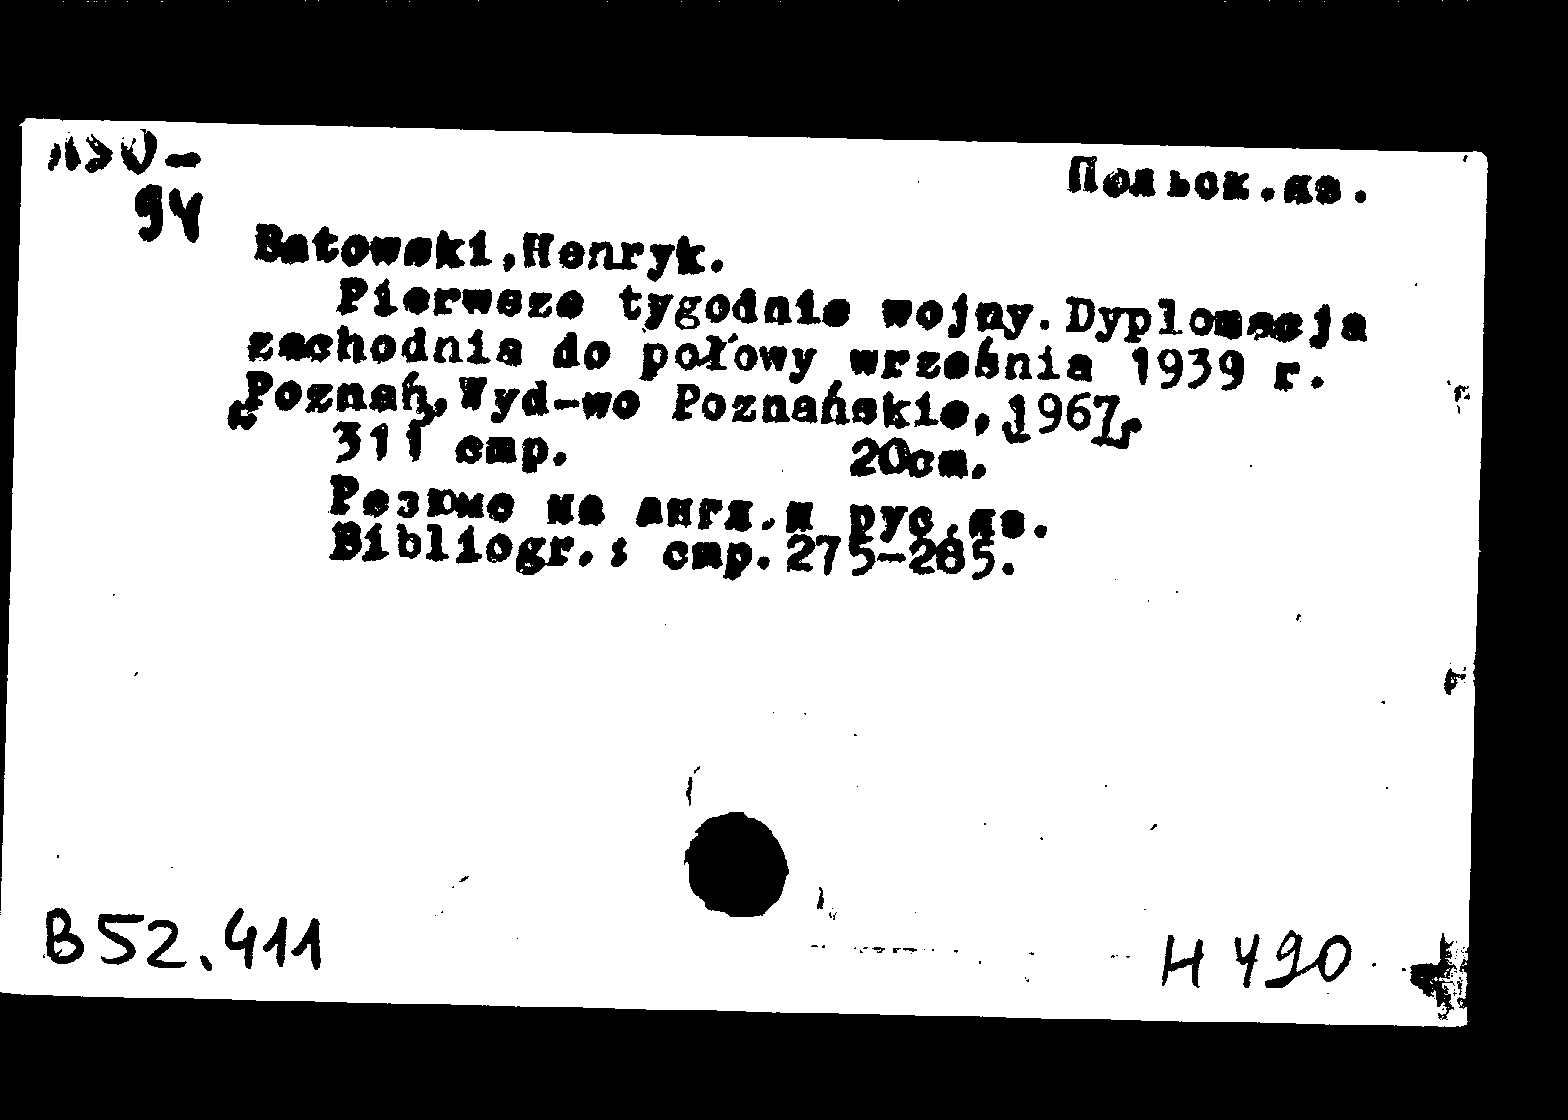 94
Польск.яз.
Batowski,Henryk.
Pierwsze tygodnie wojny.Dyplomacja
zachodnia do połowy września 1939 r.
Poznań,Wyd-wo Poznańskie,1967.
311 стр. 20см.
Резюме на англ.и рус.яз.
Bibliogr.: стр.275-285.
B52.411
H490